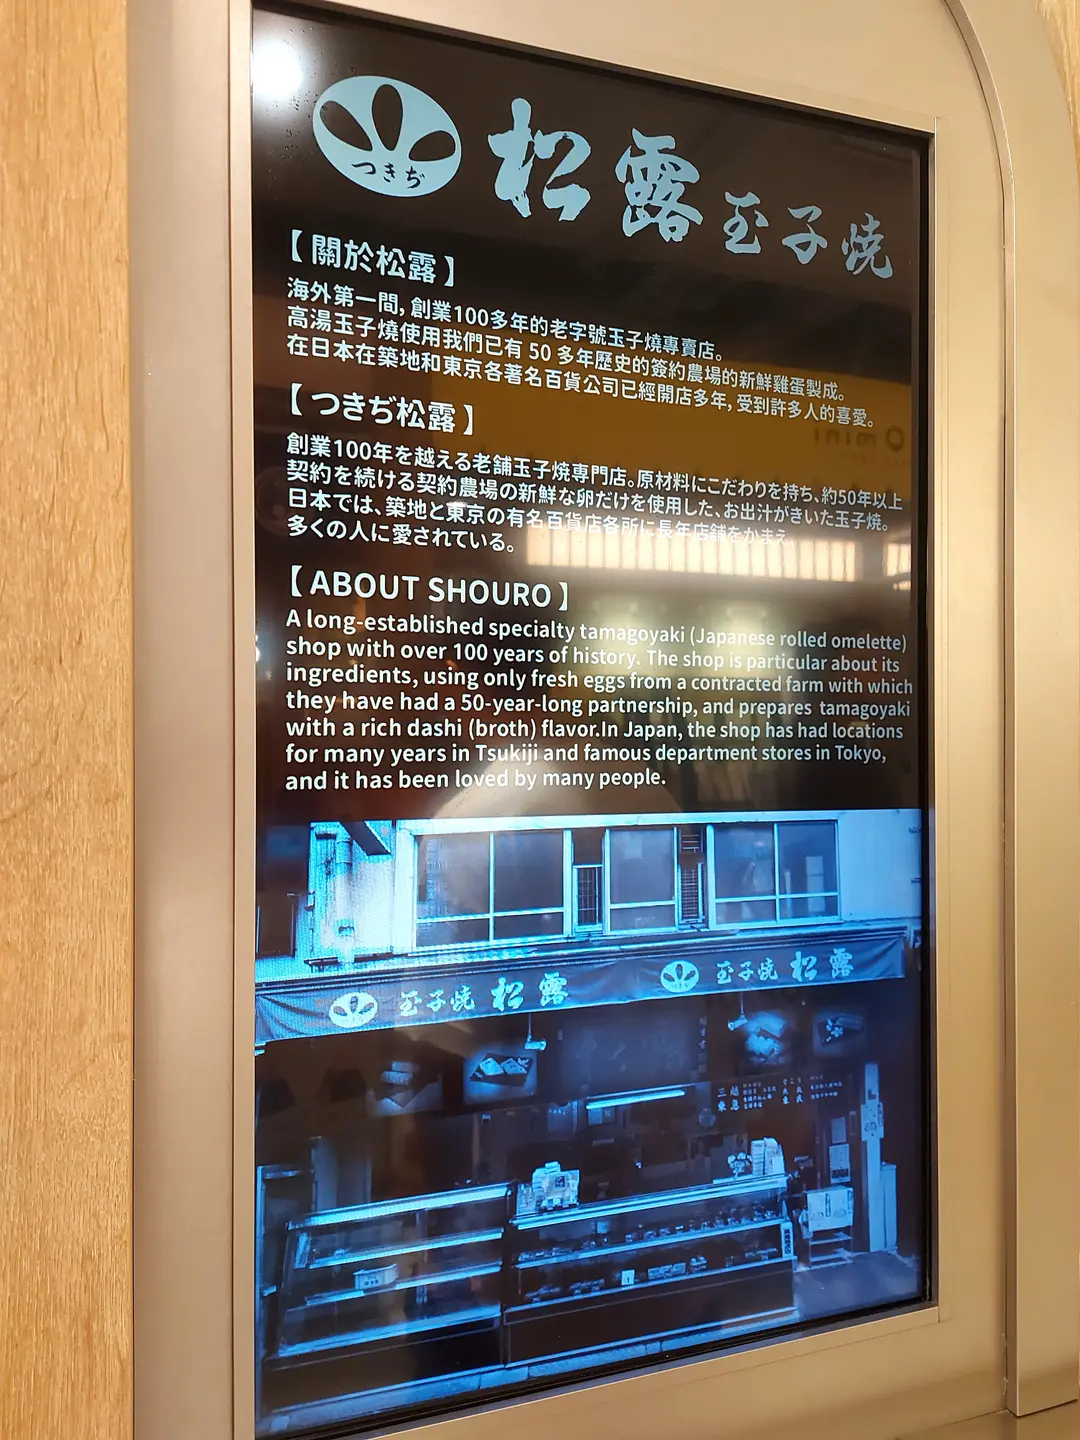 つきぢ
松露玉子焼
【關於松露】
海外第一間, 創業100多年的老字號玉子燒專賣店。
高湯玉子燒使用我們已有 50 多年歷史的簽約農場的新鮮雞蛋製成。
在日本在築地和東京各著名百貨公司已經開店多年, 受到許多人的喜愛。
【つきぢ松露】
創業100年を越える老舗玉子焼専門店。原材料にこだわりを持ち、約50年以上
契約を続ける契約農場の新鮮な卵だけを使用した、お出汁がきいた玉子焼。
日本では、築地と東京の有名百貨店各所に長年店舗をかまえ
多くの人に愛されている。
【ABOUT SHOURO】
A long-established specialty tamagoyaki (Japanese rolled omelette)
shop with over 100 years of history. The shop is particular about its
ingredients, using only fresh eggs from a contracted farm with which
they have had a 50-year-long partnership, and prepares tamagoyaki
with a rich dashi (broth) flavor.In Japan, the shop has had locations
for many years in Tsukiji and famous department stores in Tokyo,
and it has been loved by many people.
玉子焼 松露
玉子焼 松露